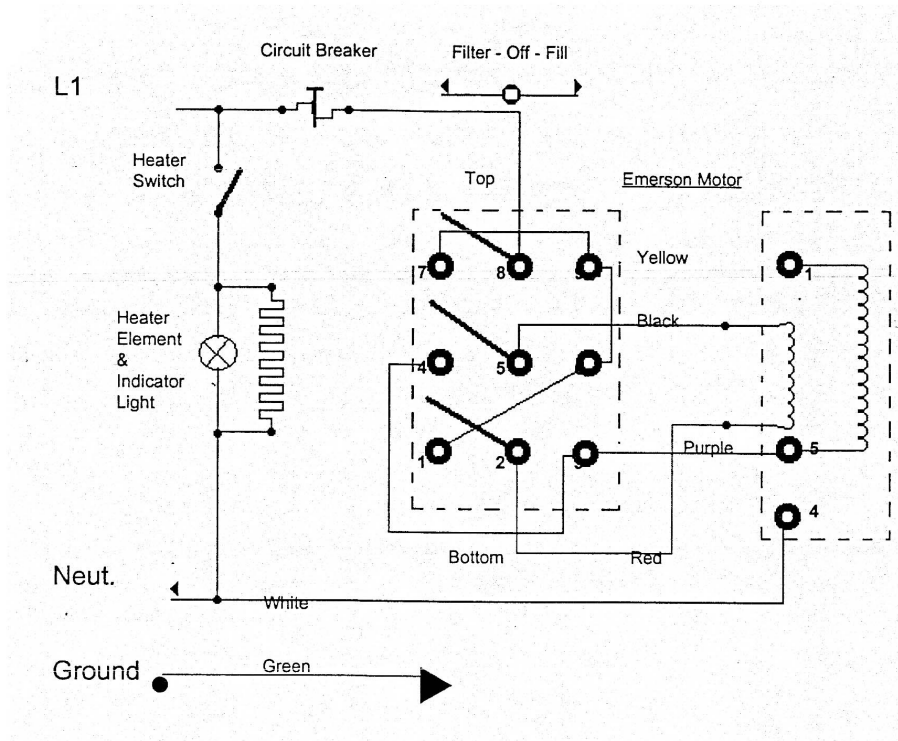 Circuit Breaker
Filter - Off - Fill
L1
Heater
Switch
Top
Emerson Motor
7
8
9
Yellow
1
Heater
Element
&
Indicator
Light
Black
4
5
1
2
Purple
5
4
Bottom
Red
Neut.
White
Ground
Green